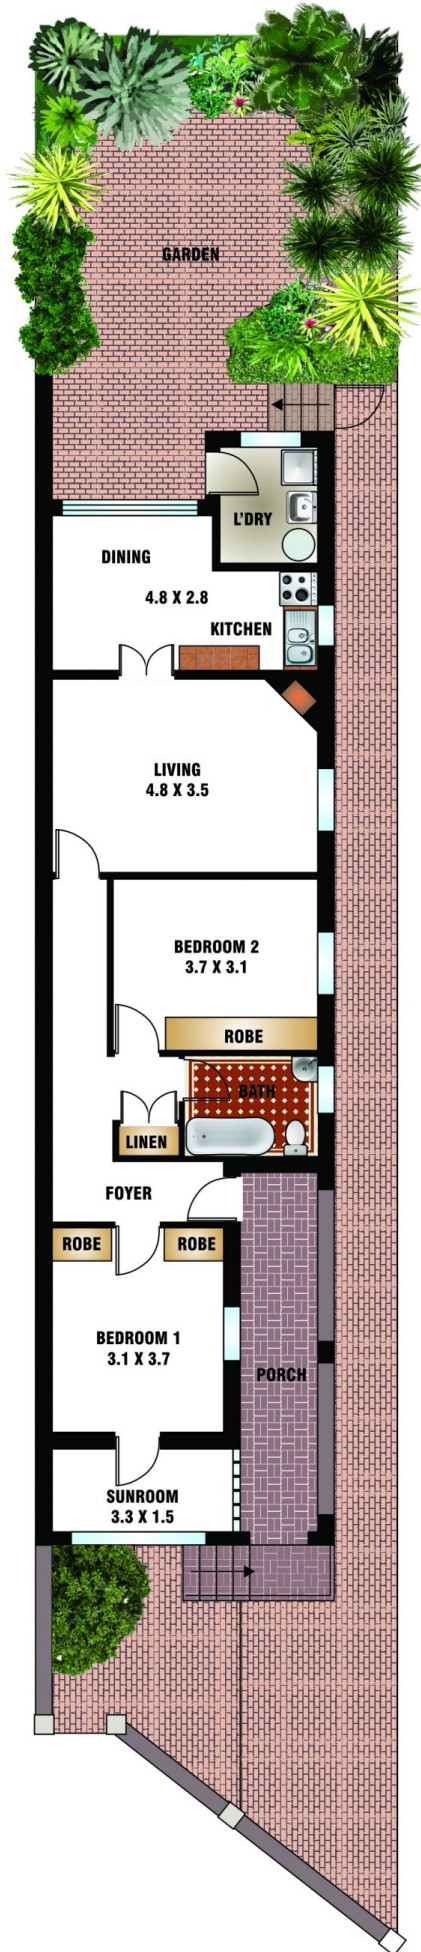 GARDEN
L'DRY
DINING
4.8 X 2.8
KITCHEN
LIVING
4.8 X 3.5
BEDROOM 2
3.7 X 3.1
ROBE
BATH
LINEN
FOYER
ROBE
ROBE
BEDROOM 1
3.1 X 3.7
PORCH
SUNROOM
3.3 X 1.5